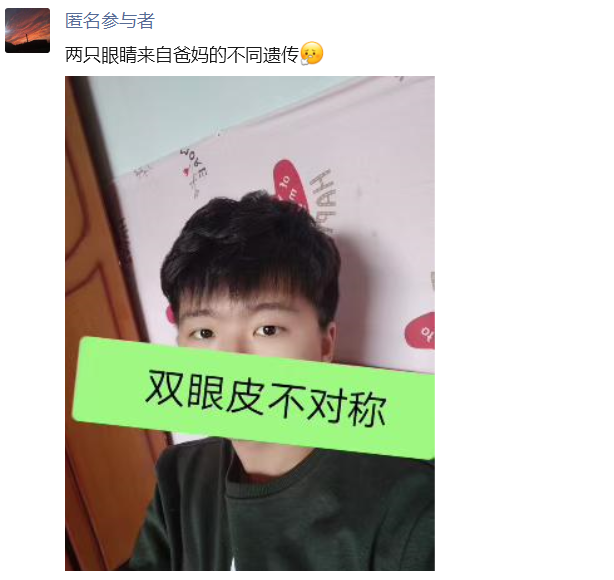 匿名参与者
两只眼睛来自爸妈的不同遗传
双眼皮不对称